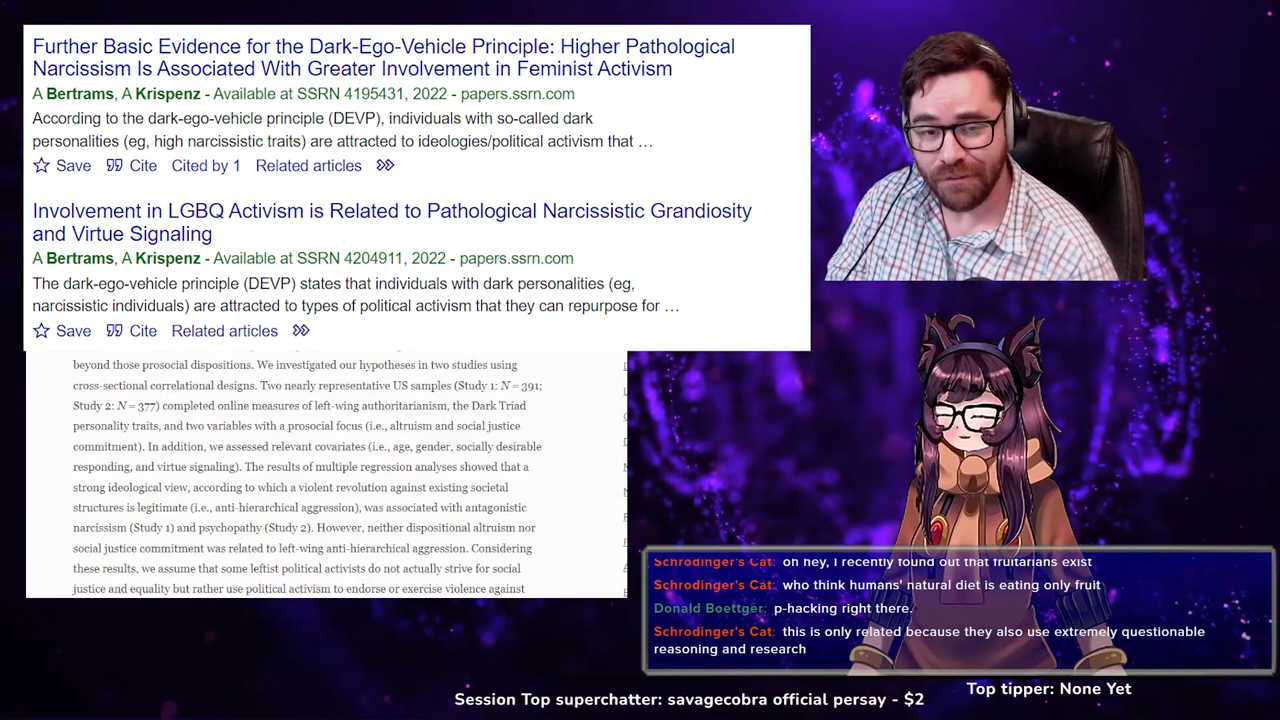 Further Basic Evidence for the Dark-Ego-Vehicle Principle: Higher Pathological
Narcissism Is Associated With Greater Involvement in Feminist Activism
A Bertrams, A Krispenz - Available at SSRN 4195431, 2022 - papers.ssrn.com
According to the dark-ego-vehicle principle (DEVP), individuals with so-called dark
personalities (eg, high narcissistic traits) are attracted to ideologies/political activism that …
Save Cite Cited by 1 Related articles
Involvement in LGBQ Activism is Related to Pathological Narcissistic Grandiosity
and Virtue Signaling
A Bertrams, A Krispenz - Available at SSRN 4204911, 2022 - papers.ssrn.com
The dark-ego-vehicle principle (DEVP) states that individuals with dark personalities (eg,
narcissistic individuals) are attracted to types of political activism that they can repurpose for …
Save Cite Related articles
beyond those prosocial dispositions. We investigated our hypotheses in two studies using
cross-sectional correlational designs. Two nearly representative US samples (Study 1: N = 391;
Study 2: N = 377) completed online measures of left-wing authoritarianism, the Dark Triad
personality traits, and two variables with a prosocial focus (i.e., altruism and social justice
commitment). In addition, we assessed relevant covariates (i.e., age, gender, socially desirable
responding, and virtue signaling). The results of multiple regression analyses showed that a
strong ideological view, according to which a violent revolution against existing societal
structures is legitimate (i.e., anti-hierarchical aggression), was associated with antagonistic
narcissism (Study 1) and psychopathy (Study 2). However, neither dispositional altruism nor
social justice commitment was related to left-wing anti-hierarchical aggression. Considering
these results, we assume that some leftist political activists do not actually strive for social
justice and equality but rather use political activism to endorse or exercise violence against
Schrodinger's Cat: oh hey, I recently found out that fruitarians exist
Schrodinger's Cat: who think humans' natural diet is eating only fruit
Donald Boettger: p-hacking right there.
Schrodinger's Cat: this is only related because they also use extremely questionable
reasoning and research
Session Top superchatter: savagecobra official persay - $2
Top tipper: None Yet